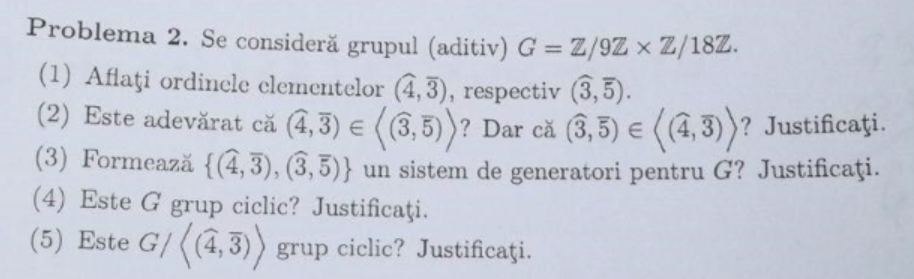 Problema 2. Se consideră grupul (aditiv) G = ℤ/9ℤ × ℤ/18ℤ.
(1) Aflaţi ordinele elementelor (4̂, 3̅), respectiv (3̂, 5̅).
(2) Este adevărat că (4̂, 3̅) ∈ ⟨(3̂, 5̅)⟩? Dar că (3̂, 5̅) ∈ ⟨(4̂, 3̅)⟩? Justificaţi.
(3) Formează {(4̂, 3̅), (3̂, 5̅)} un sistem de generatori pentru G? Justificaţi.
(4) Este G grup ciclic? Justificaţi.
(5) Este G/⟨(4̂, 3̅)⟩ grup ciclic? Justificaţi.